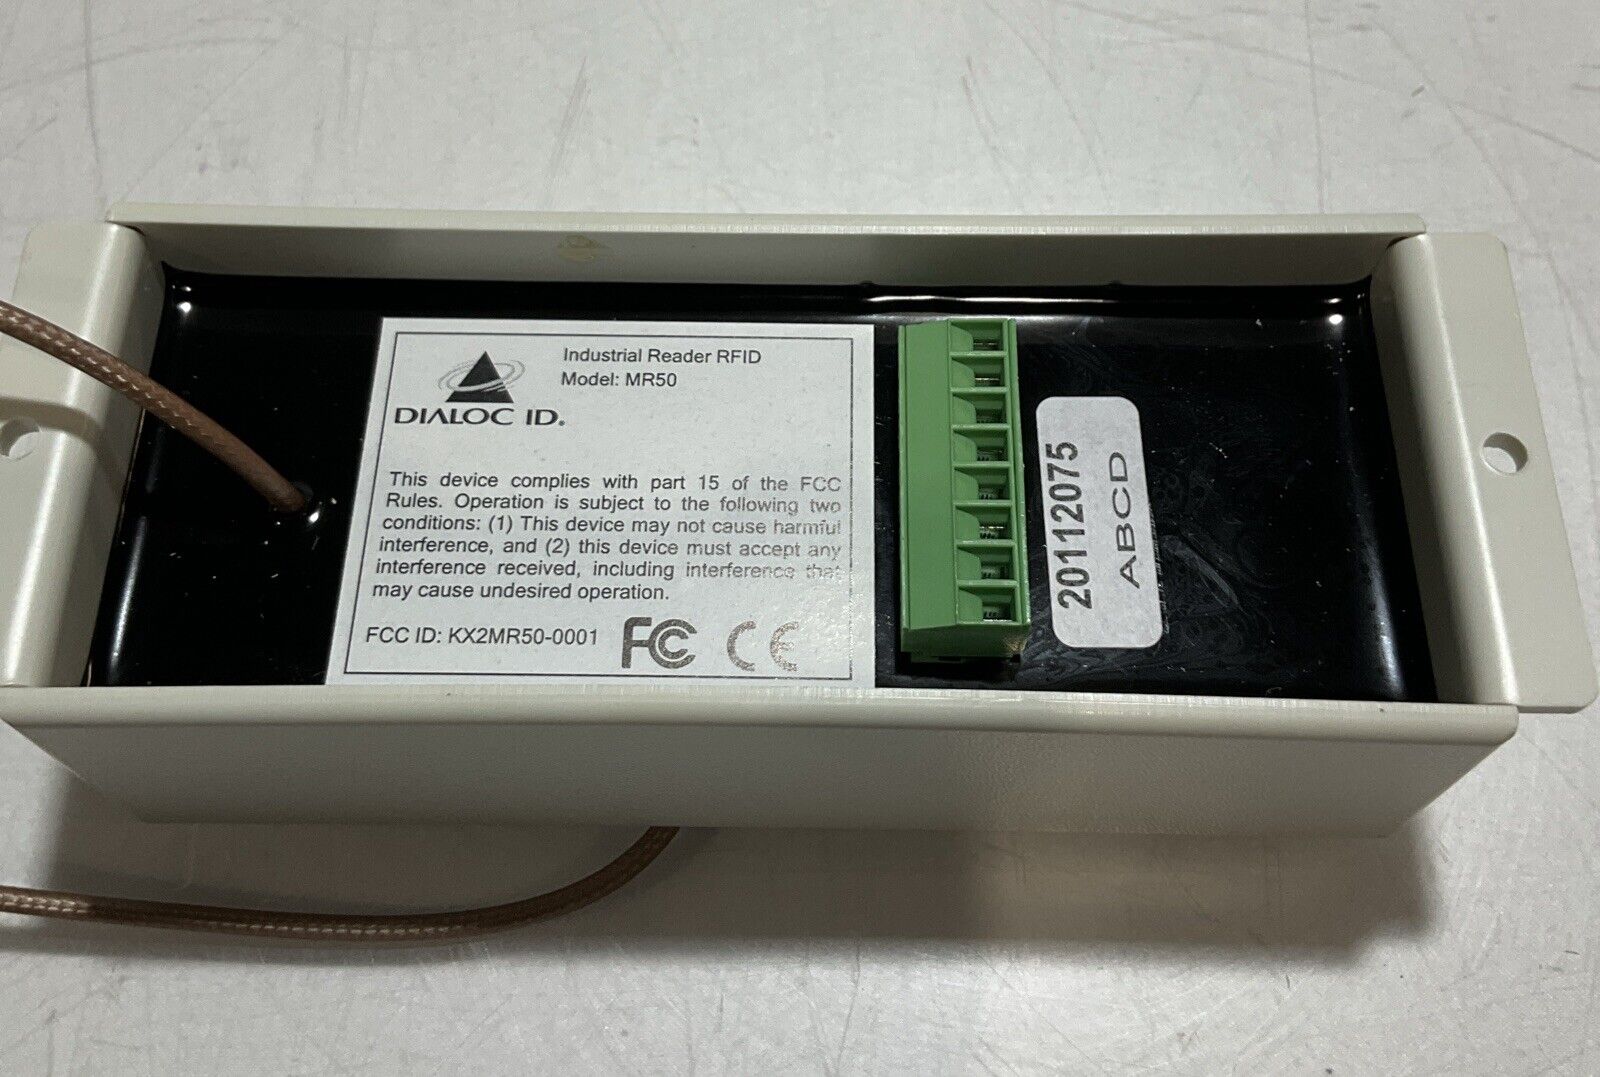 DIALOC ID.
Industrial Reader RFID
Model: MR50
This device complies with part 15 of the FCC
Rules. Operation is subject to the following two
conditions: (1) This device may not cause harmful
interference, and (2) this device must accept any
interference received, including interference that
may cause undesired operation.
FCC ID: KX2MR50-0001
FC CE
20112075
ABCD